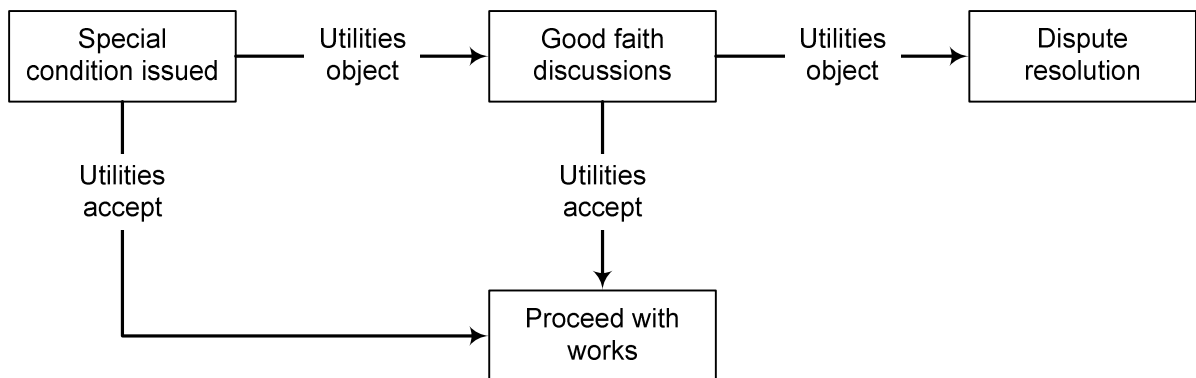 Special
condition issued
Utilities
object
Good faith
discussions
Utilities
object
Dispute
resolution
Utilities
accept
Utilities
accept
Proceed with
works